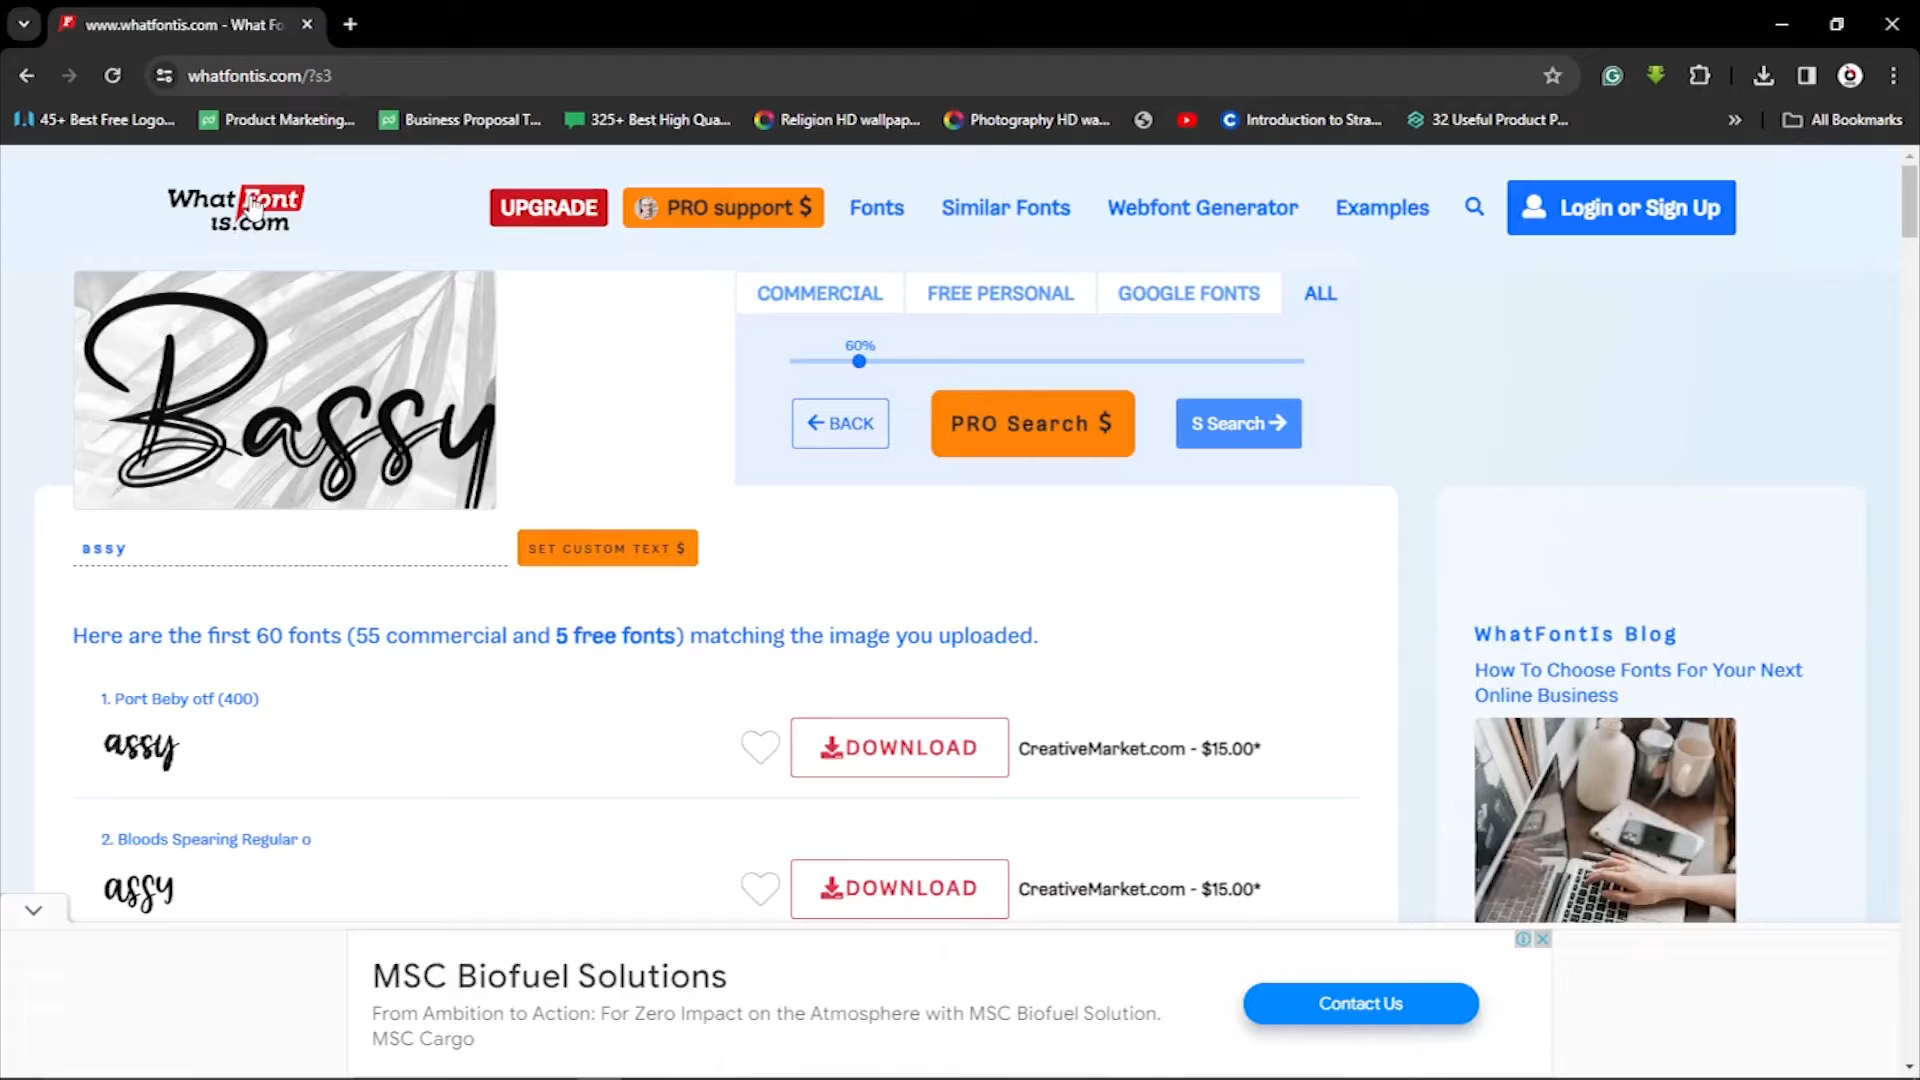 www.whatfontis.com - What Fo
whatfontis.com/?s3
45+ Best Free Logo...
Product Marketing...
Business Proposal T...
325+ Best High Qua...
Religion HD wallpap...
Photography HD wa...
Introduction to Stra...
32 Useful Product P...
All Bookmarks
What Font
is.com
UPGRADE
PRO support $
Fonts
Similar Fonts
Webfont Generator
Examples
Login or Sign Up
Bassy
COMMERCIAL
FREE PERSONAL
GOOGLE FONTS
ALL
60%
BACK
PRO Search $
S Search
assy
SET CUSTOM TEXT $
Here are the first 60 fonts (55 commercial and 5 free fonts) matching the image you uploaded.
1. Port Beby otf (400)
assy
DOWNLOAD
CreativeMarket.com - $15.00*
2. Bloods Spearing Regular o
assy
DOWNLOAD
CreativeMarket.com - $15.00*
WhatFontIs Blog
How To Choose Fonts For Your Next
Online Business
MSC Biofuel Solutions
From Ambition to Action: For Zero Impact on the Atmosphere with MSC Biofuel Solution.
MSC Cargo
Contact Us